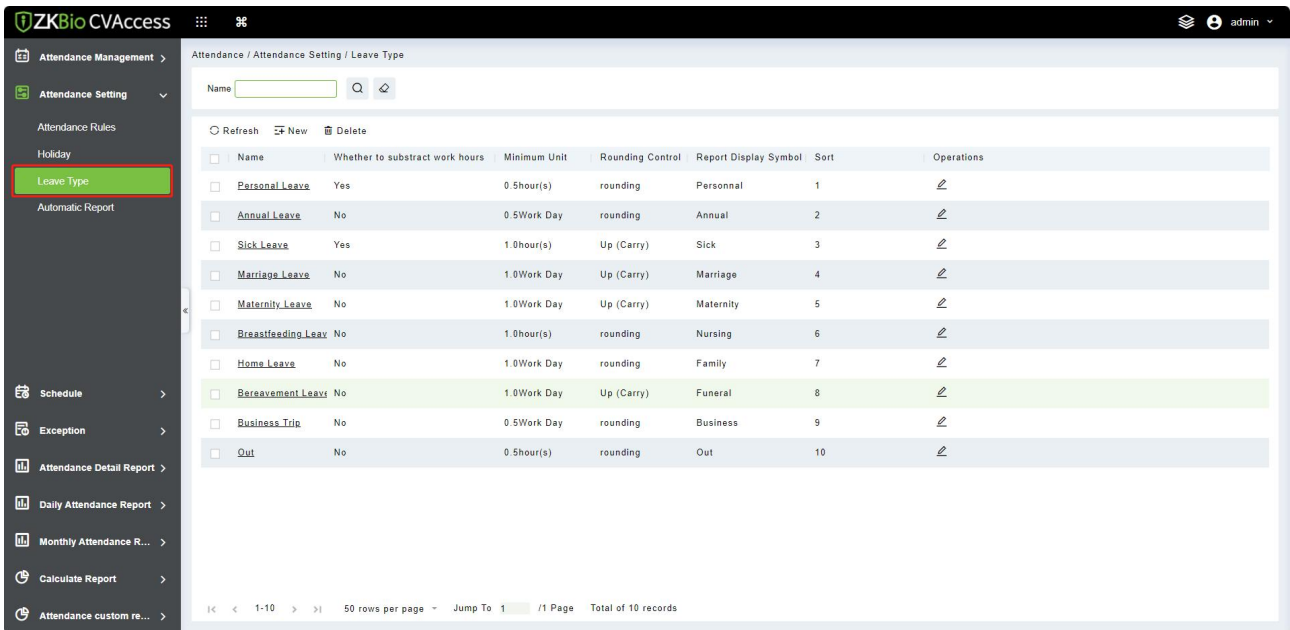 ZKBio CVAccess
admin
Attendance Management
Attendance Setting
Attendance Rules
Holiday
Leave Type
Automatic Report
Schedule
Exception
Attendance Detail Report
Daily Attendance Report
Monthly Attendance R...
Calculate Report
Attendance custom re...
Attendance / Attendance Setting / Leave Type
Name
Refresh New Delete
Name Whether to substract work hours Minimum Unit Rounding Control Report Display Symbol Sort Operations
Personal Leave Yes 0.5hour(s) rounding Personnal 1
Annual Leave No 0.5Work Day rounding Annual 2
Sick Leave Yes 1.0hour(s) Up (Carry) Sick 3
Marriage Leave No 1.0Work Day Up (Carry) Marriage 4
Maternity Leave No 1.0Work Day Up (Carry) Maternity 5
Breastfeeding Leav No 1.0hour(s) rounding Nursing 6
Home Leave No 1.0Work Day rounding Family 7
Bereavement Leave No 1.0Work Day Up (Carry) Funeral 8
Business Trip No 0.5Work Day rounding Business 9
Out No 0.5hour(s) rounding Out 10
1-10 50 rows per page Jump To 1 /1 Page Total of 10 records